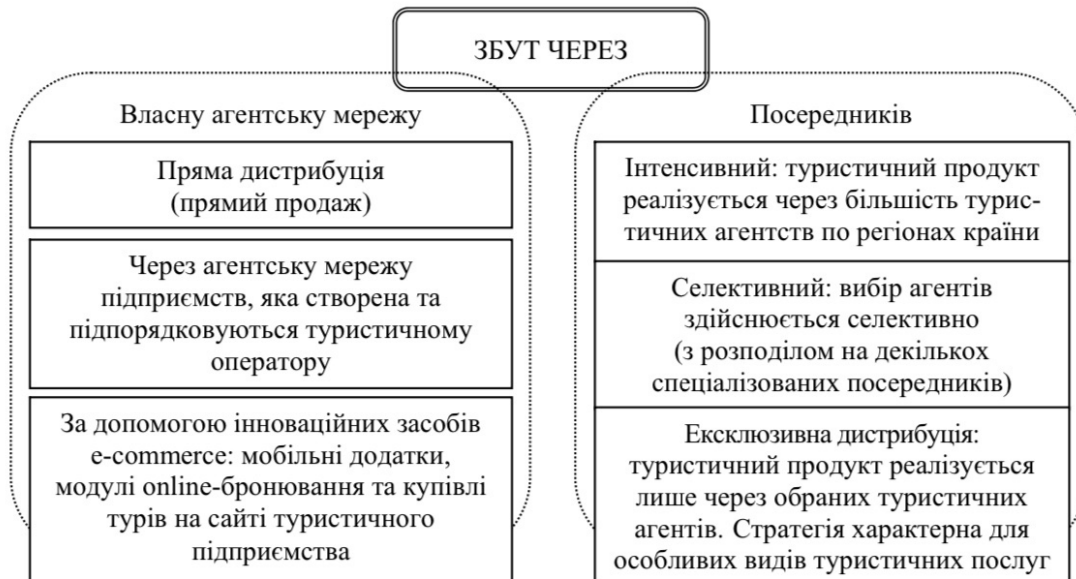 ЗБУТ ЧЕРЕЗ
Власну агентську мережу
Пряма дистрибуція
(прямий продаж)
Через агентську мережу
підприємств, яка створена та
підпорядковуються туристичному
оператору
За допомогою інноваційних засобів
e-commerce: мобільні додатки,
модулі online-бронювання та купівлі
турів на сайті туристичного
підприємства
Посередників
Інтенсивний: туристичний продукт
реалізується через більшість турис-
тичних агентств по регіонах країни
Селективний: вибір агентів
здійснюється селективно
(з розподілом на декількох
спеціалізованих посередників)
Ексклюзивна дистрибуція:
туристичний продукт реалізується
лише через обраних туристичних
агентів. Стратегія характерна для
особливих видів туристичних послуг